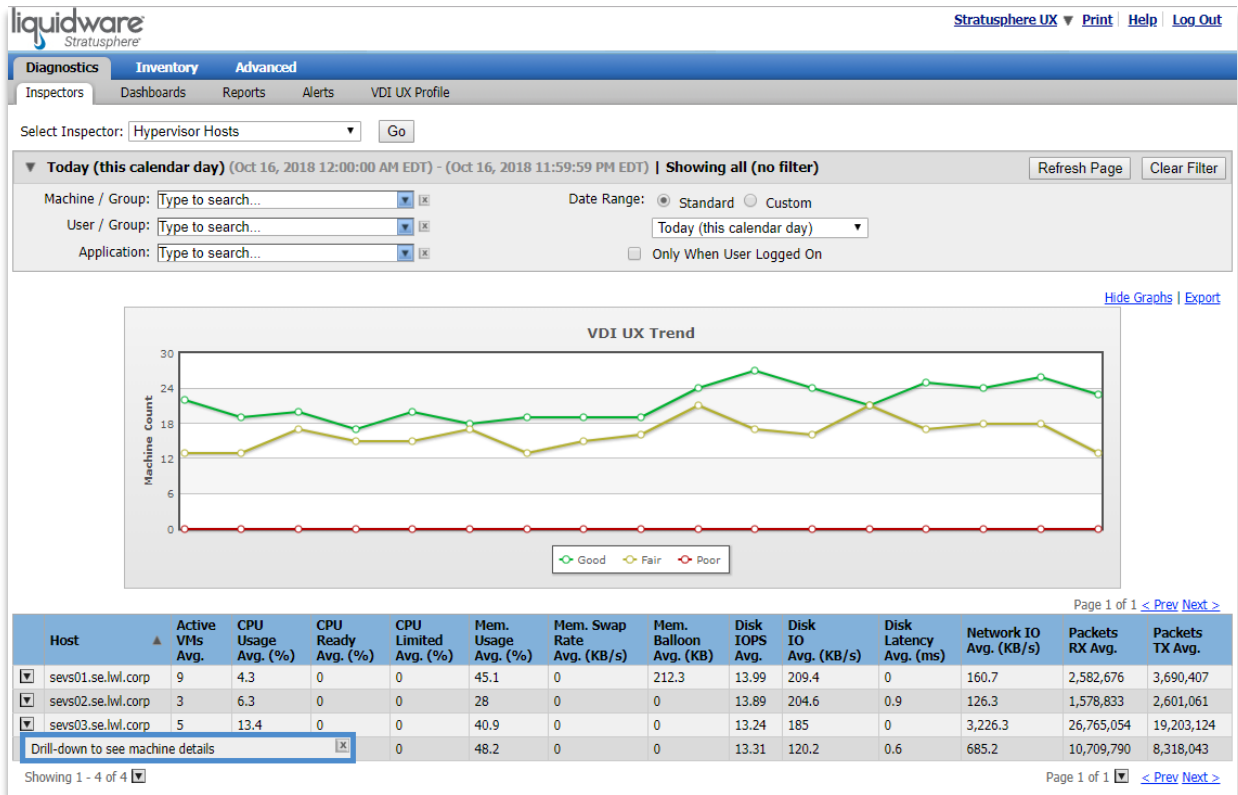 liquidware
Stratusphere
Stratusphere UX ▼ Print | Help | Log Out
Diagnostics Inventory Advanced
Inspectors Dashboards Reports Alerts VDI UX Profile
Select Inspector: Hypervisor Hosts Go
Today (this calendar day) (Oct 16, 2018 12:00:00 AM EDT) - (Oct 16, 2018 11:59:59 PM EDT) | Showing all (no filter) Refresh Page Clear Filter
Machine / Group: Type to search... Date Range: Standard Custom
User / Group: Type to search... Today (this calendar day)
Application: Type to search... Only When User Logged On
Hide Graphs | Export
VDI UX Trend
30
24
18
12
6
0
Machine Count
Good Fair Poor
Page 1 of 1 < Prev Next >
Host Active VMs Avg. CPU Usage Avg. (%) CPU Ready Avg. (%) CPU Limited Avg. (%) Mem. Usage Avg. (%) Mem. Swap Rate Avg. (KB/s) Mem. Balloon Avg. (KB) Disk IOPS Avg. Disk IO Avg. (KB/s) Disk Latency Avg. (ms) Network IO Avg. (KB/s) Packets RX Avg. Packets TX Avg.
sevs01.se.lwl.corp 9 4.3 0 0 45.1 0 212.3 13.99 209.4 0 160.7 2,582,676 3,690,407
sevs02.se.lwl.corp 3 6.3 0 0 28 0 0 13.89 204.6 0.9 126.3 1,578,833 2,601,061
sevs03.se.lwl.corp 5 13.4 0 0 40.9 0 0 13.24 185 0 3,226.3 26,765,054 19,203,124
Drill-down to see machine details x 0 48.2 0 0 13.31 120.2 0.6 685.2 10,709,790 8,318,043
Showing 1 - 4 of 4 Page 1 of 1 < Prev Next >